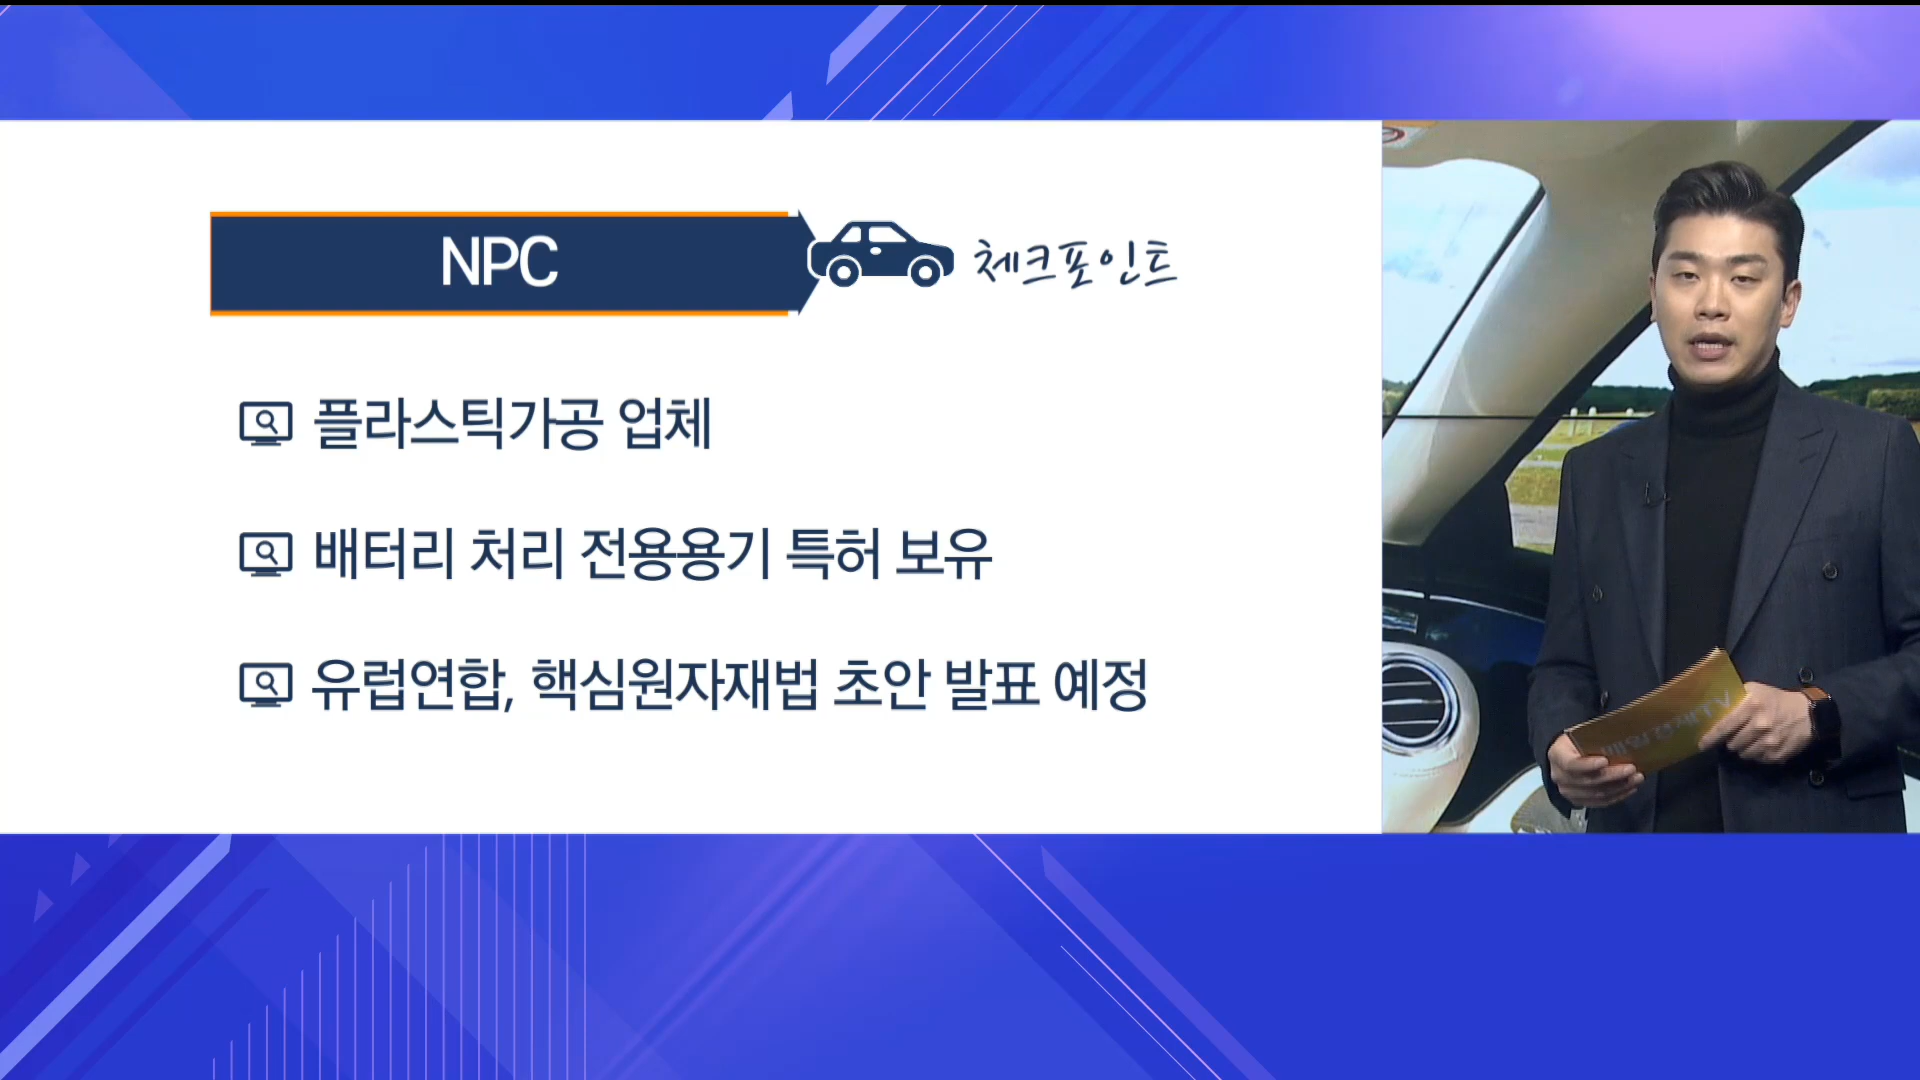 NPC
체크포인트
플라스틱가공 업체
배터리 처리 전용용기 특허 보유
유럽연합, 핵심원자재법 초안 발표 예정